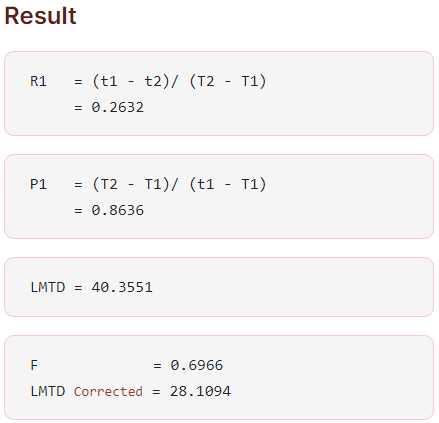 Result
R1 = (t1 - t2)/ (T2 - T1)
= 0.2632
P1 = (T2 - T1)/ (t1 - T1)
= 0.8636
LMTD = 40.3551
F = 0.6966
LMTD Corrected = 28.1094